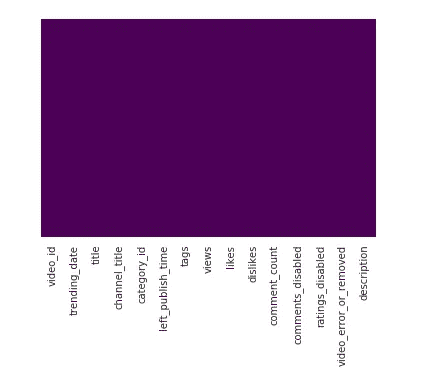 video_id
trending_date
title
channel_title
category_id
left_publish_time
tags
views
likes
dislikes
comment_count
comments_disabled
ratings_disabled
video_error_or_removed
description